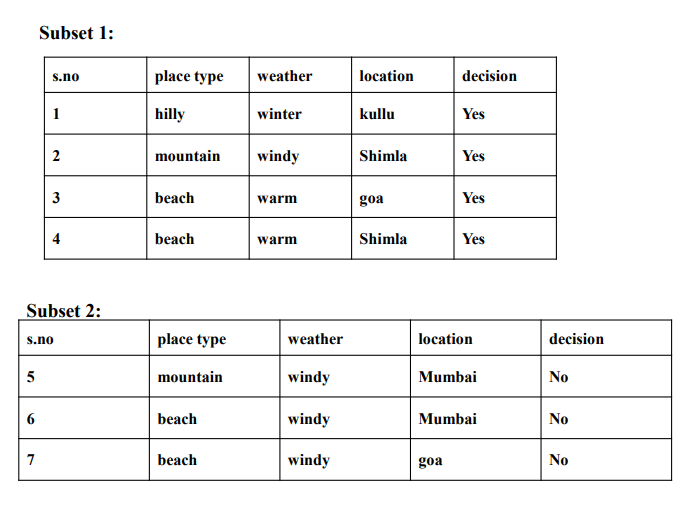 Subset 1:
s.no place type weather location decision
1 hilly winter kullu Yes
2 mountain windy Shimla Yes
3 beach warm goa Yes
4 beach warm Shimla Yes
Subset 2:
s.no place type weather location decision
5 mountain windy Mumbai No
6 beach windy Mumbai No
7 beach windy goa No